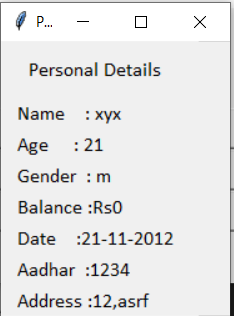 P...
Personal Details
Name : xyx
Age : 21
Gender : m
Balance :Rs0
Date :21-11-2012
Aadhar :1234
Address :12,asrf